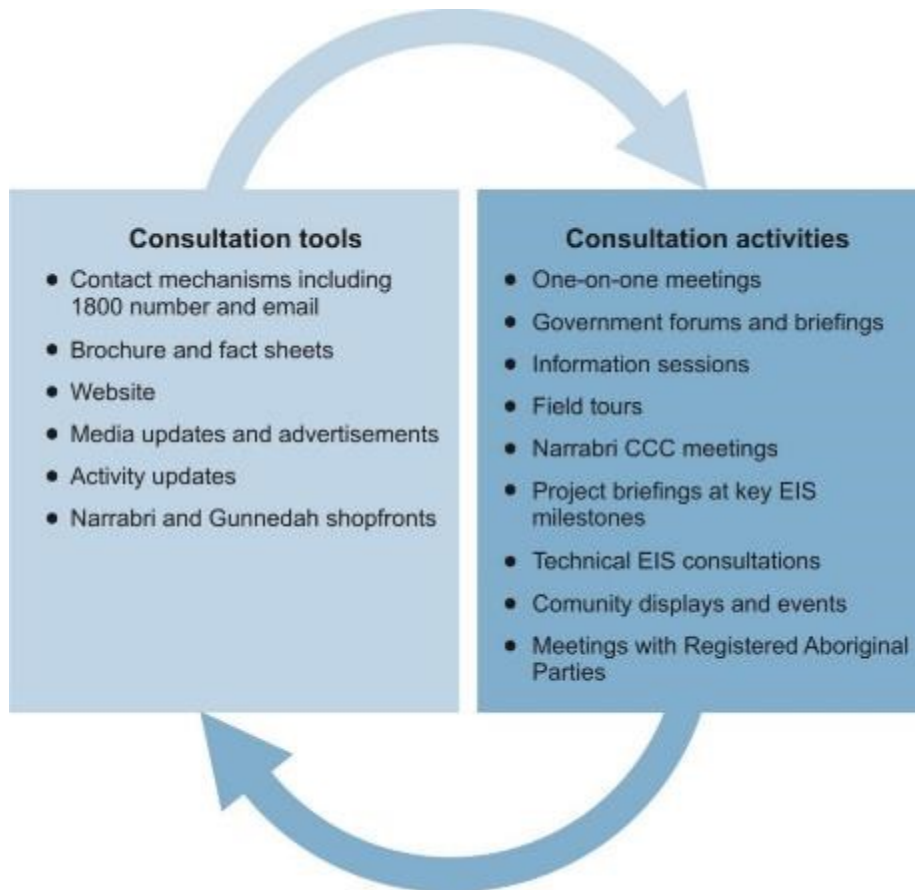 Consultation tools
• Contact mechanisms including
1800 number and email
• Brochure and fact sheets
• Website
• Media updates and advertisements
• Activity updates
• Narrabri and Gunnedah shopfronts
Consultation activities
• One-on-one meetings
• Government forums and briefings
• Information sessions
• Field tours
• Narrabri CCC meetings
• Project briefings at key EIS
milestones
• Technical EIS consultations
• Comunity displays and events
• Meetings with Registered Aboriginal
Parties